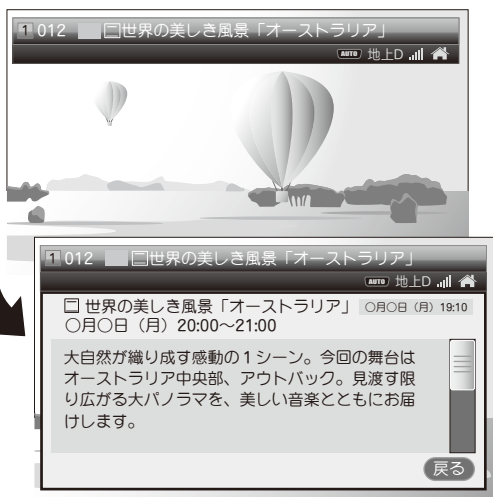 1 012 世界の美しき風景「オーストラリア」
AUTO 地上D
1 012 世界の美しき風景「オーストラリア」
AUTO 地上D
世界の美しき風景「オーストラリア」 ○月○日（月）19:10
○月○日（月）20:00～21:00
大自然が織り成す感動の１シーン。今回の舞台は
オーストラリア中央部、アウトバック。見渡す限
り広がる大パノラマを、美しい音楽とともにお届
けします。
戻る